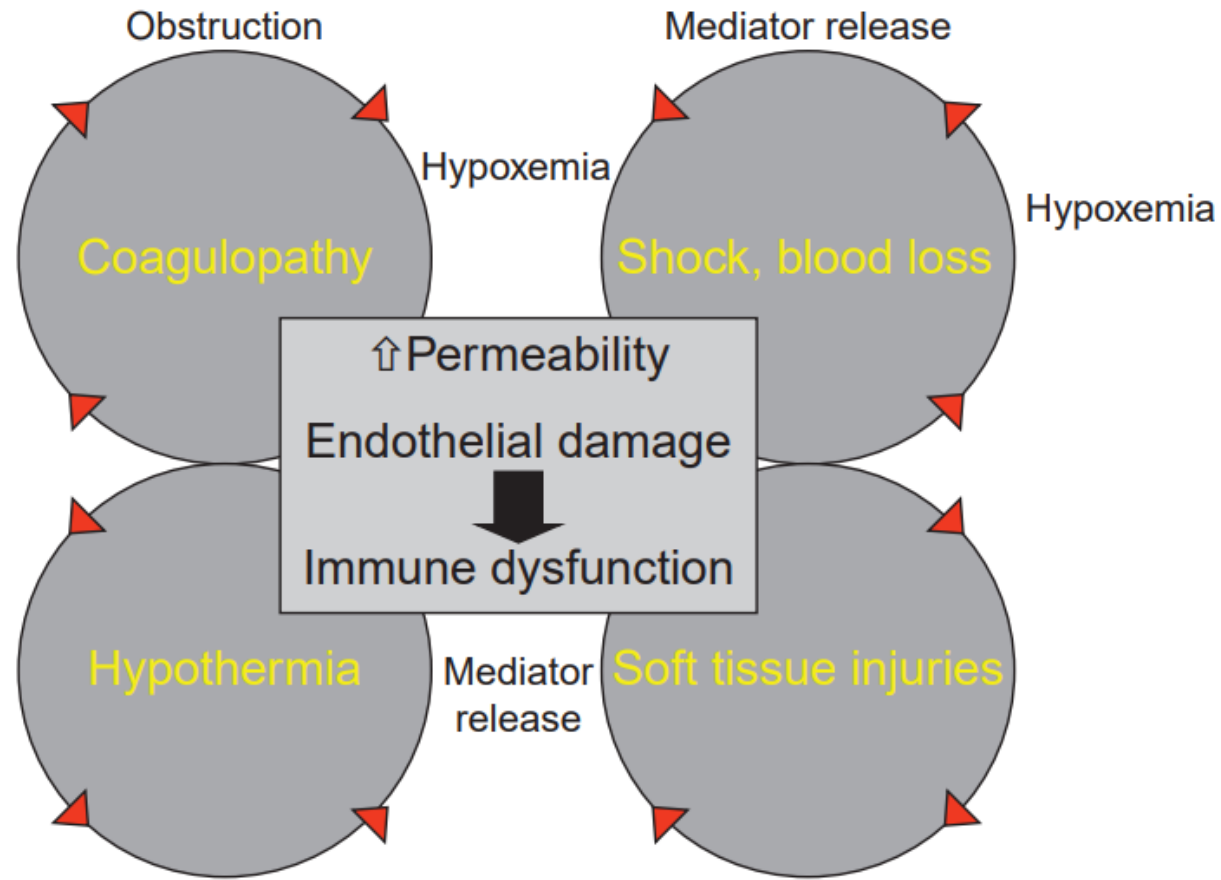 Obstruction
Mediator release
Hypoxemia
Hypoxemia
Coagulopathy
Shock, blood loss
⇧Permeability
Endothelial damage
Immune dysfunction
Hypothermia
Mediator
release
Soft tissue injuries